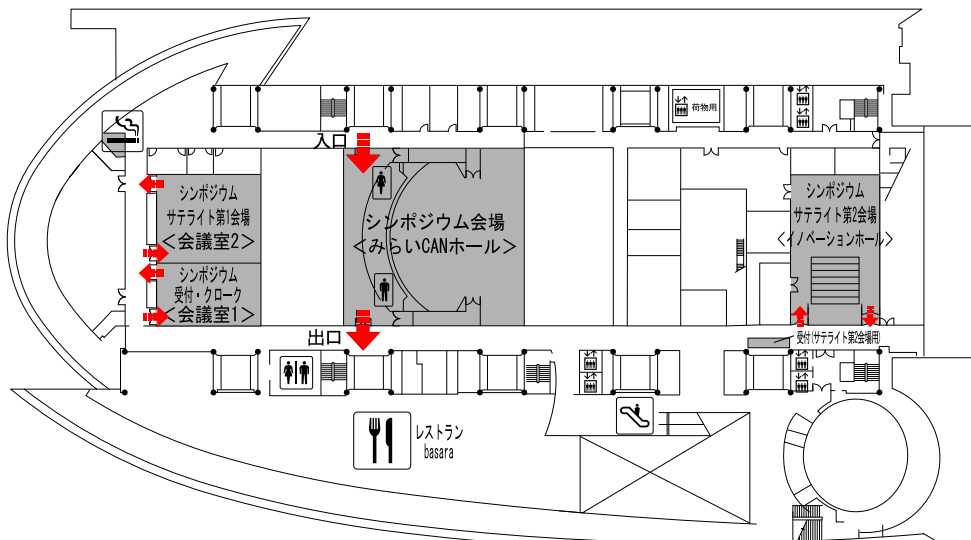 荷物用
入口
シンポジウム
サテライト第1会場
＜会議室2＞
シンポジウム会場
＜みらいCANホール＞
シンポジウム
サテライト第2会場
＜イノベーションホール＞
シンポジウム
受付・クローク
＜会議室1＞
出口
受付(サテライト第2会場用)
レストラン
basara